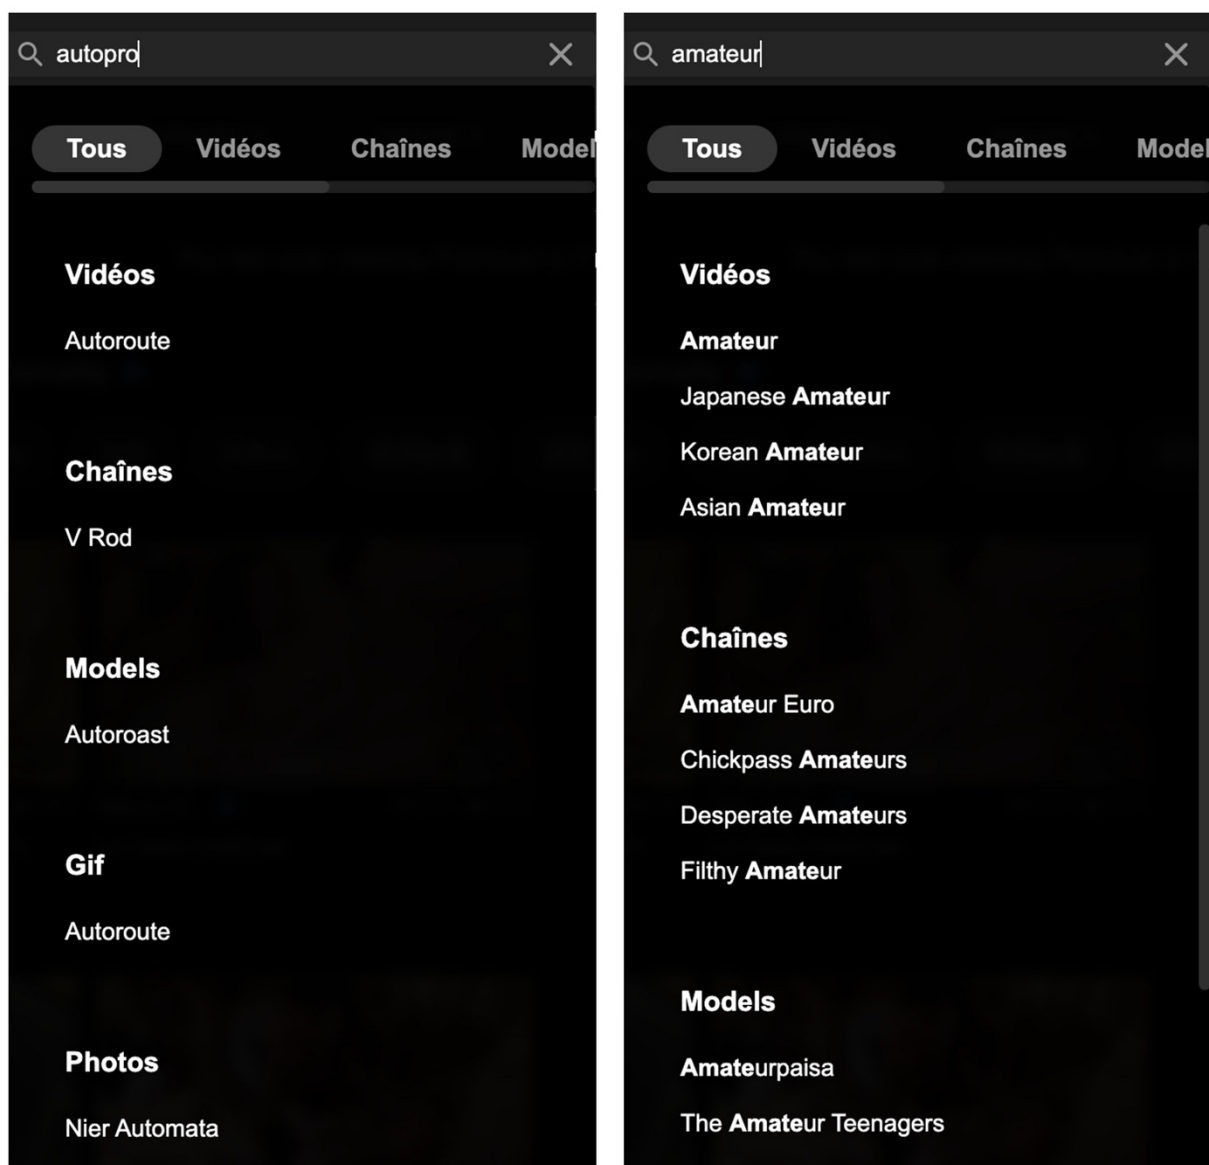 autopro
Tous Vidéos Chaînes Model
Vidéos
Autoroute
Chaînes
V Rod
Models
Autoroast
Gif
Autoroute
Photos
Nier Automata
amateur
Tous Vidéos Chaînes Model
Vidéos
Amateur
Japanese Amateur
Korean Amateur
Asian Amateur
Chaînes
Amateur Euro
Chickpass Amateurs
Desperate Amateurs
Filthy Amateur
Models
Amateurpaisa
The Amateur Teenagers